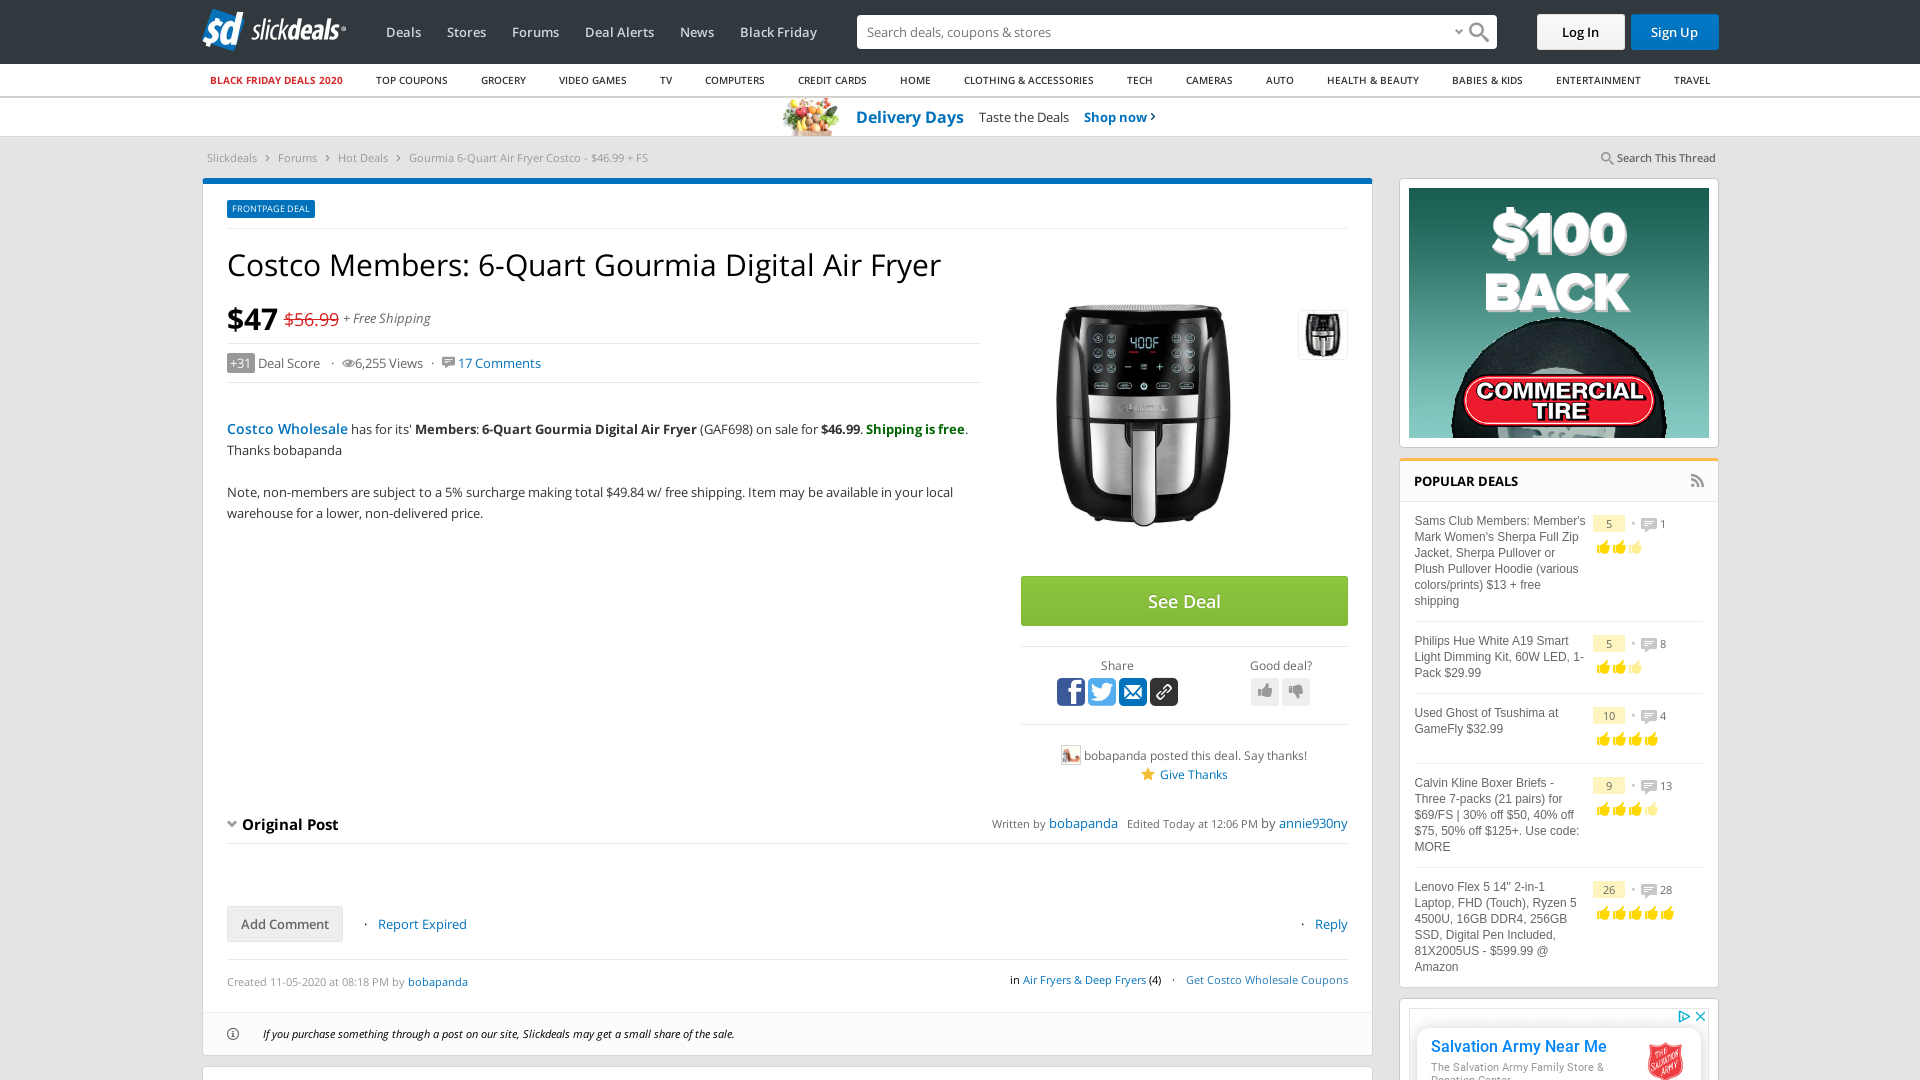 sd slickdeals
Deals Stores Forums Deal Alerts News Black Friday
Search deals, coupons & stores
Log In
Sign Up
BLACK FRIDAY DEALS 2020 TOP COUPONS GROCERY VIDEO GAMES TV COMPUTERS CREDIT CARDS HOME CLOTHING & ACCESSORIES TECH CAMERAS AUTO HEALTH & BEAUTY BABIES & KIDS ENTERTAINMENT TRAVEL
Delivery Days Taste the Deals Shop now
Slickdeals Forums Hot Deals Gourmia 6-Quart Air Fryer Costco - $46.99 + FS
Search This Thread
FRONTPAGE DEAL
Costco Members: 6-Quart Gourmia Digital Air Fryer
$47 $56.99 + Free Shipping
+31 Deal Score · 6,255 Views · 17 Comments
Costco Wholesale has for its' Members: 6-Quart Gourmia Digital Air Fryer (GAF698) on sale for $46.99. Shipping is free.
Thanks bobapanda
Note, non-members are subject to a 5% surcharge making total $49.84 w/ free shipping. Item may be available in your local
warehouse for a lower, non-delivered price.
400F
See Deal
Share
Good deal?
bobapanda posted this deal. Say thanks!
Give Thanks
Original Post
Written by bobapanda Edited Today at 12:06 PM by annie930ny
Add Comment · Report Expired
· Reply
Created 11-05-2020 at 08:18 PM by bobapanda
in Air Fryers & Deep Fryers (4) · Get Costco Wholesale Coupons
If you purchase something through a post on our site, Slickdeals may get a small share of the sale.
$100
BACK
COMMERCIAL
TIRE
POPULAR DEALS
Sams Club Members: Member's
Mark Women's Sherpa Full Zip
Jacket, Sherpa Pullover or
Plush Pullover Hoodie (various
colors/prints) $13 + free
shipping
5 • 1
Philips Hue White A19 Smart
Light Dimming Kit, 60W LED, 1-
Pack $29.99
5 • 8
Used Ghost of Tsushima at
GameFly $32.99
10 • 4
Calvin Kline Boxer Briefs -
Three 7-packs (21 pairs) for
$69/FS | 30% off $50, 40% off
$75, 50% off $125+. Use code:
MORE
9 • 13
Lenovo Flex 5 14" 2-in-1
Laptop, FHD (Touch), Ryzen 5
4500U, 16GB DDR4, 256GB
SSD, Digital Pen Included,
81X2005US - $599.99 @
Amazon
26 • 28
Salvation Army Near Me
The Salvation Army Family Store &
Donation Center
THE
SALVATION
ARMY